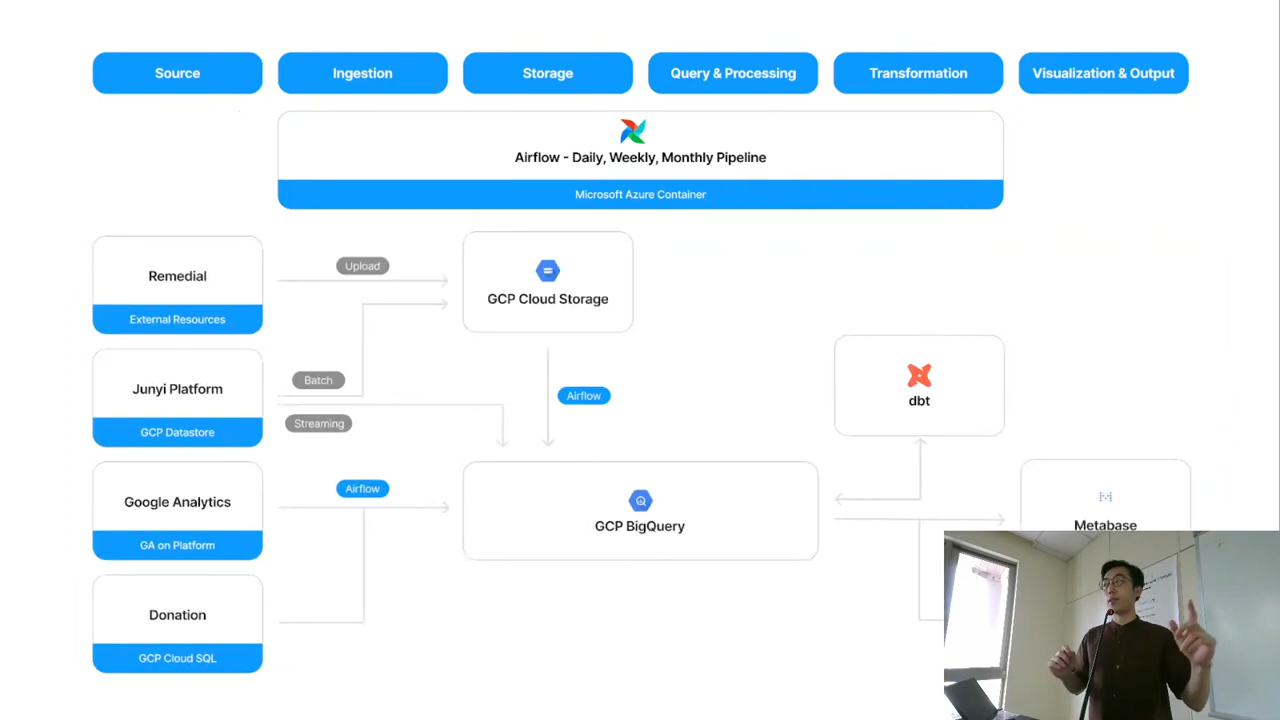 Source
Ingestion
Storage
Query & Processing
Transformation
Visualization & Output
Airflow - Daily, Weekly, Monthly Pipeline
Microsoft Azure Container
Remedial
External Resources
Upload
GCP Cloud Storage
Junyi Platform
GCP Datastore
Batch
Streaming
Airflow
dbt
Google Analytics
GA on Platform
Airflow
GCP BigQuery
Metabase
Donation
GCP Cloud SQL